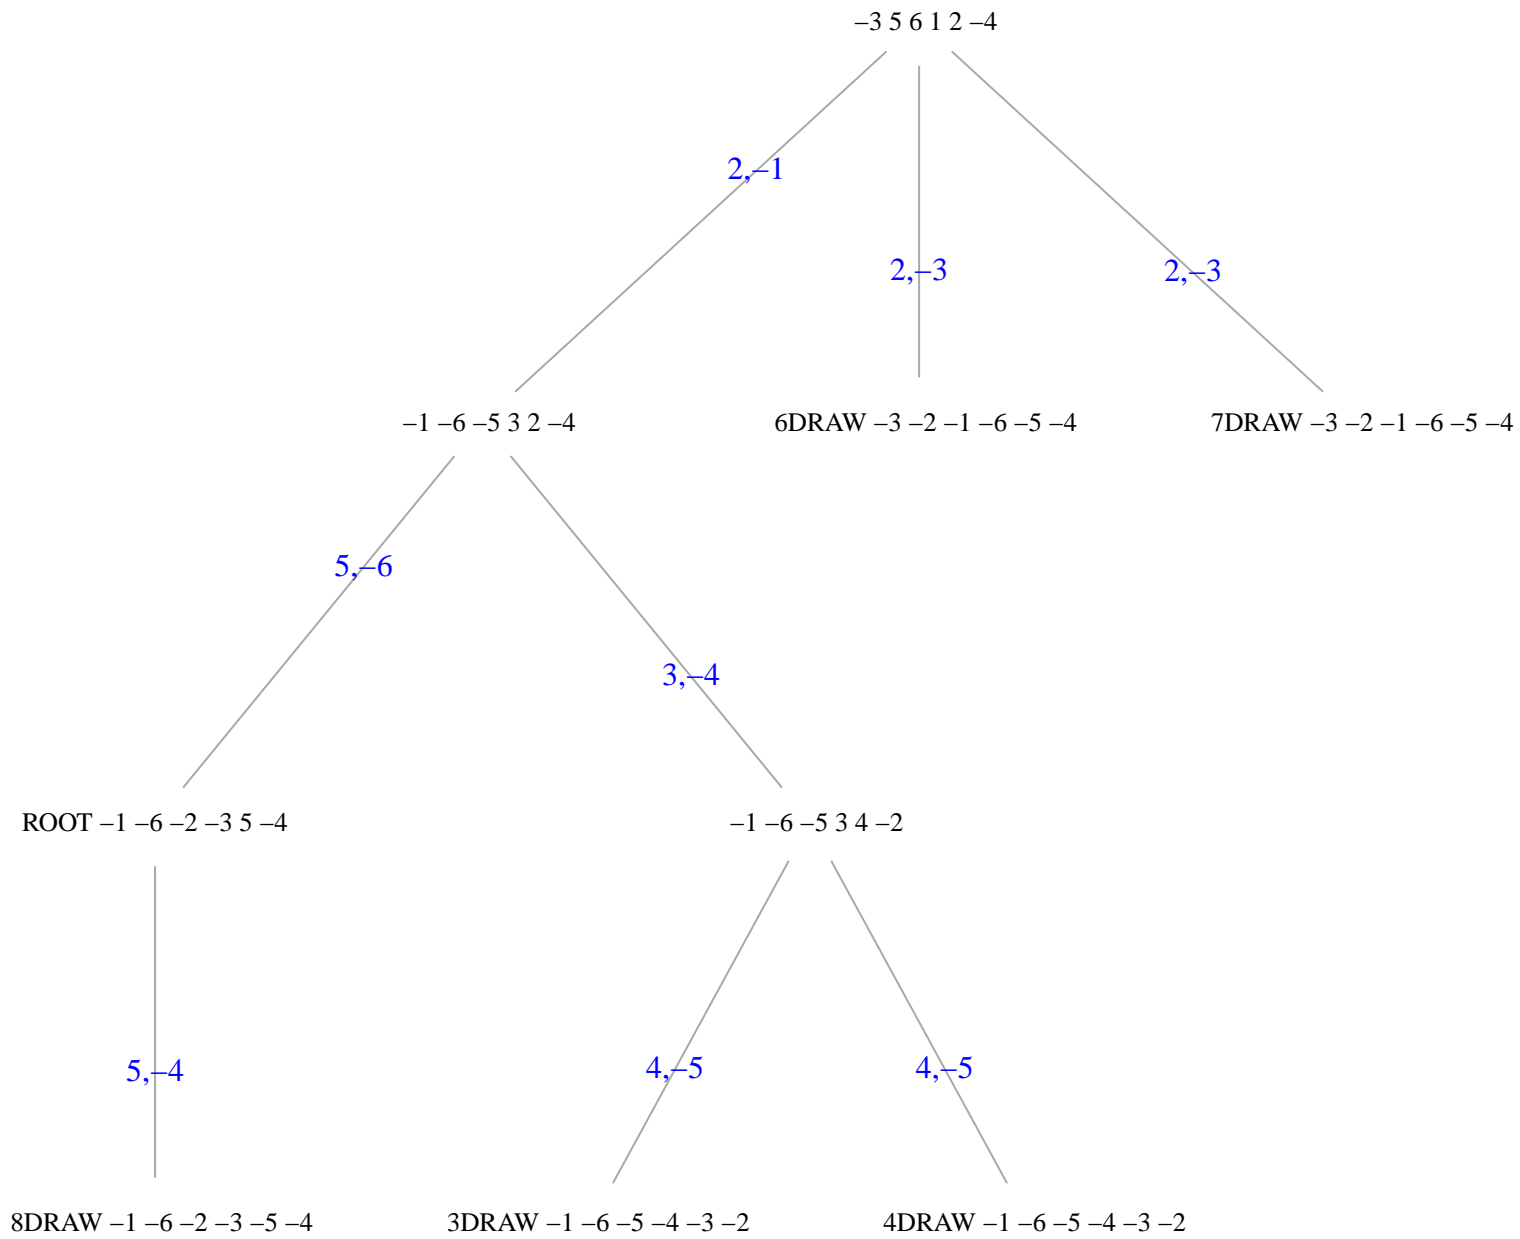 –3 5 6 1 2 –4
2,–1
2,–3
2,–3
–1 –6 –5 3 2 –4
6DRAW –3 –2 –1 –6 –5 –4
7DRAW –3 –2 –1 –6 –5 –4
5,–6
3,–4
ROOT –1 –6 –2 –3 5 –4
–1 –6 –5 3 4 –2
5,–4
4,–5
4,–5
8DRAW –1 –6 –2 –3 –5 –4
3DRAW –1 –6 –5 –4 –3 –2
4DRAW –1 –6 –5 –4 –3 –2